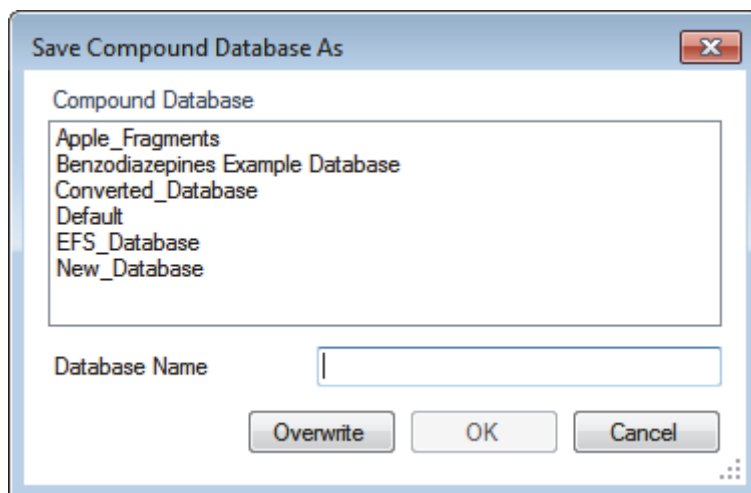 Save Compound Database As
Compound Database
Apple_Fragments
Benzodiazepines Example Database
Converted_Database
Default
EFS_Database
New_Database
Database Name
Overwrite OK Cancel